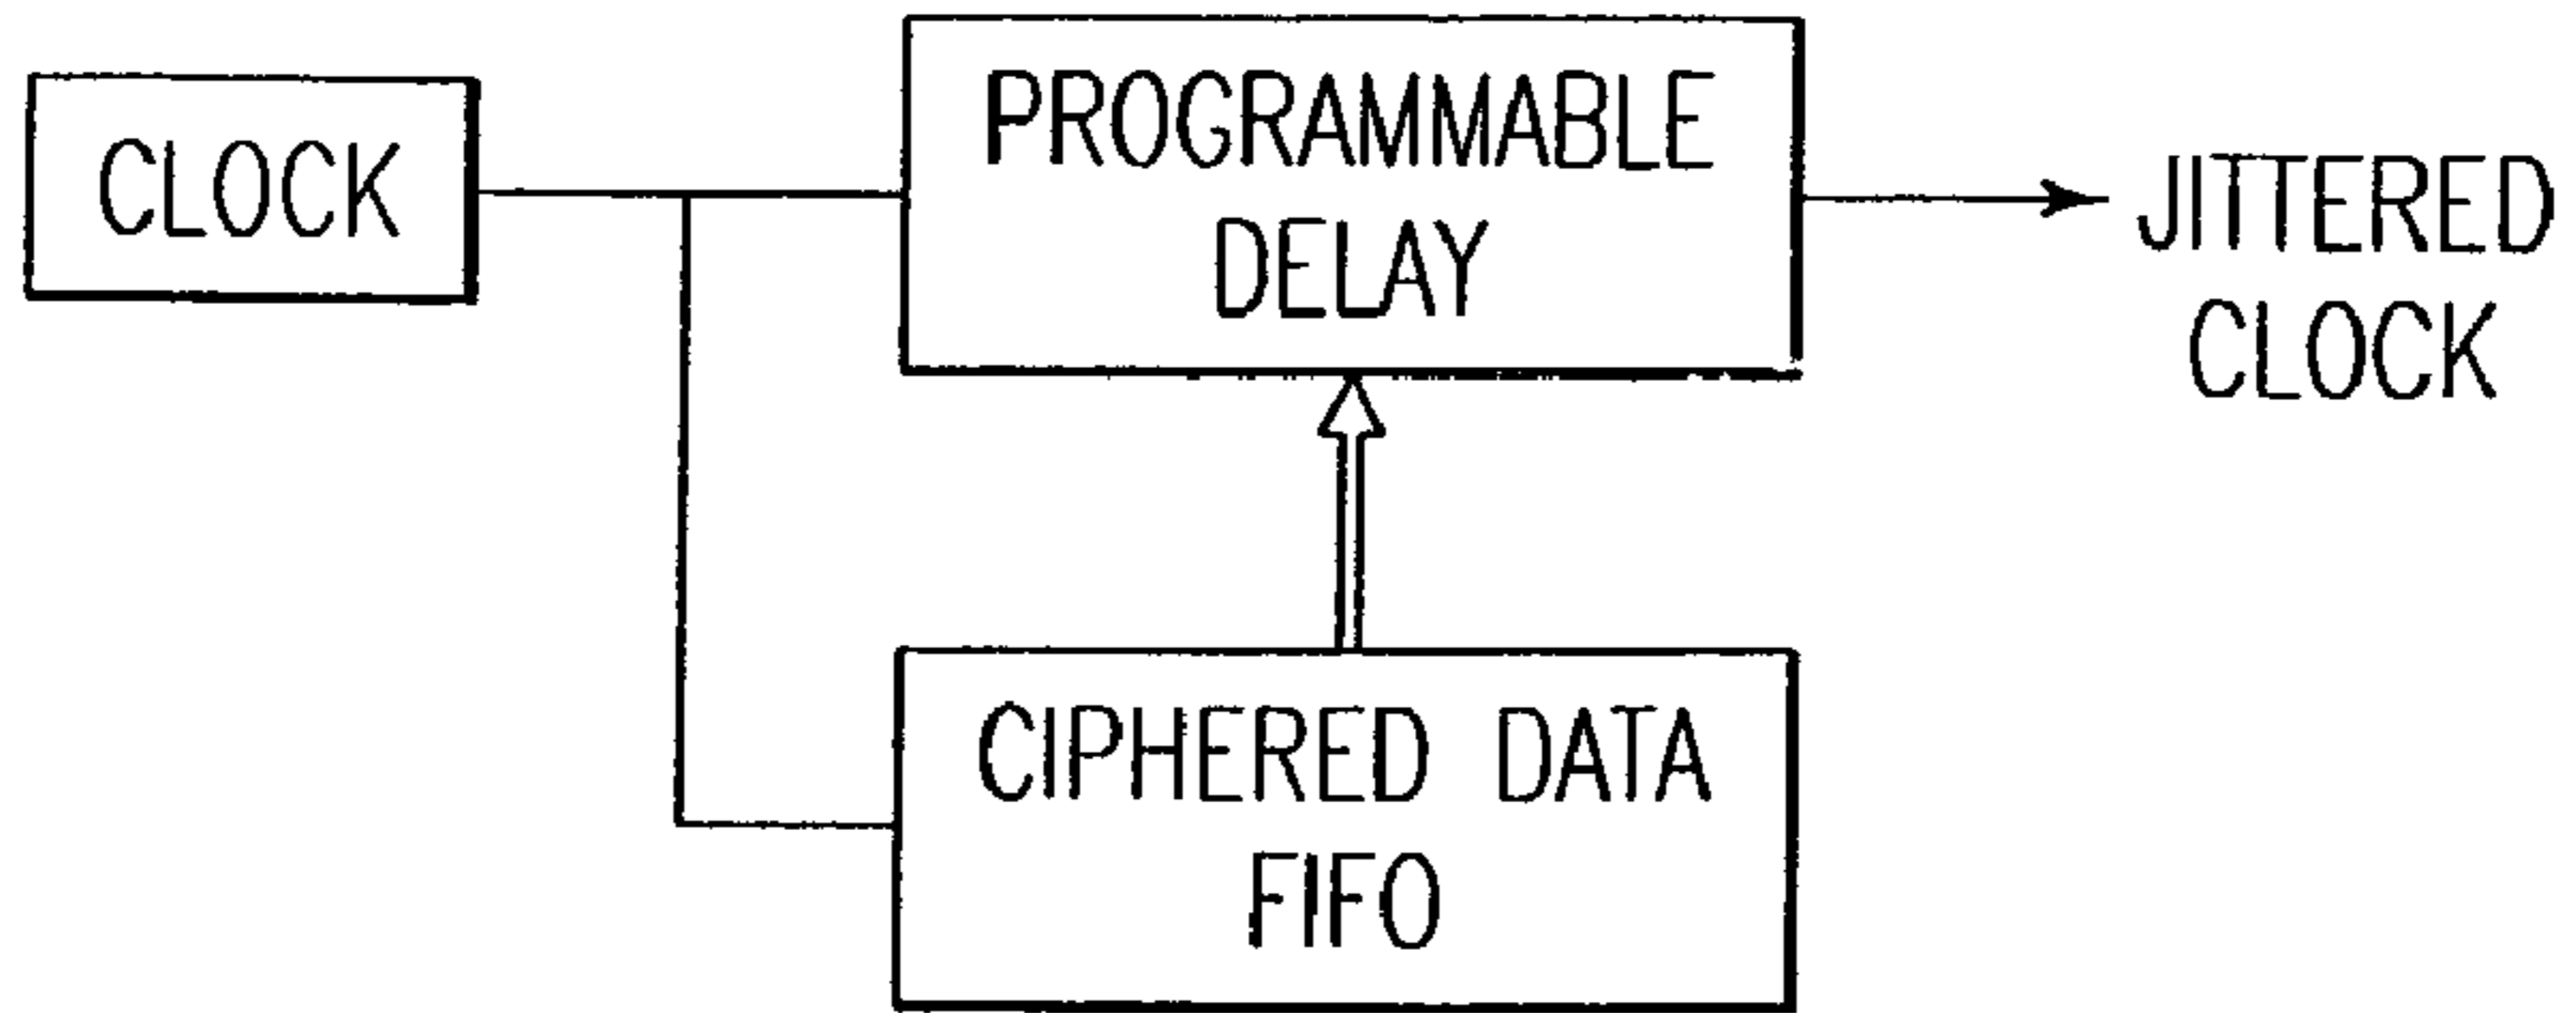 CLOCK
PROGRAMMABLE
DELAY
JITTERED
CLOCK
CIPHERED DATA
FIFO